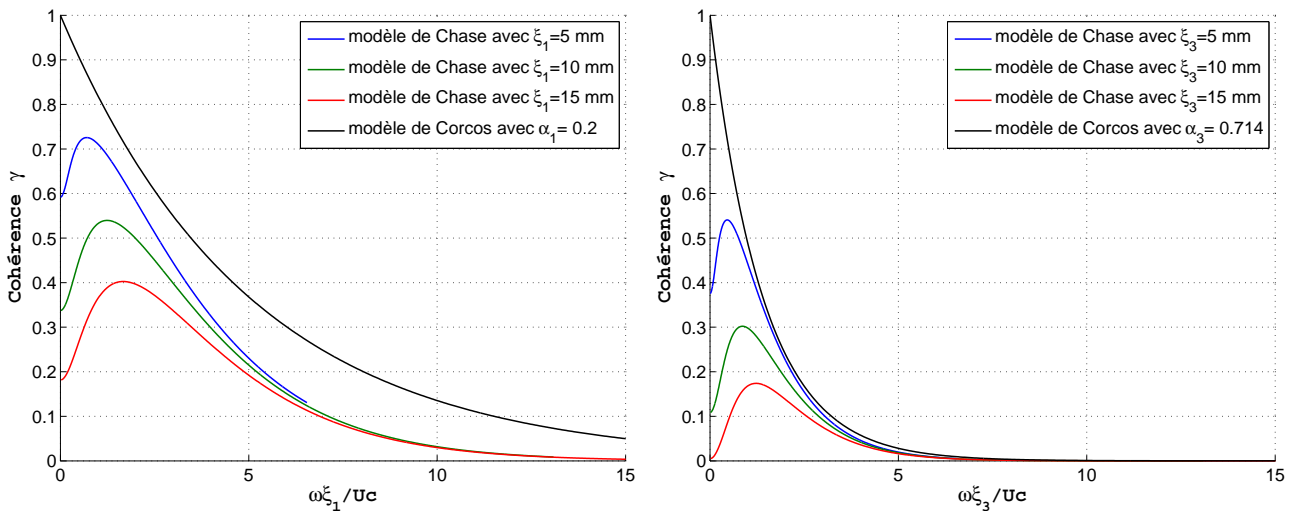 1
0.9
0.8
0.7
0.6
0.5
0.4
0.3
0.2
0.1
0
Cohérence γ
modèle de Chase avec ξ₁=5 mm
modèle de Chase avec ξ₁=10 mm
modèle de Chase avec ξ₁=15 mm
modèle de Corcos avec α₁= 0.2
0 5 10 15
ωξ₁/Uc
1
0.9
0.8
0.7
0.6
0.5
0.4
0.3
0.2
0.1
0
Cohérence γ
modèle de Chase avec ξ₃=5 mm
modèle de Chase avec ξ₃=10 mm
modèle de Chase avec ξ₃=15 mm
modèle de Corcos avec α₃= 0.714
0 5 10 15
ωξ₃/Uc